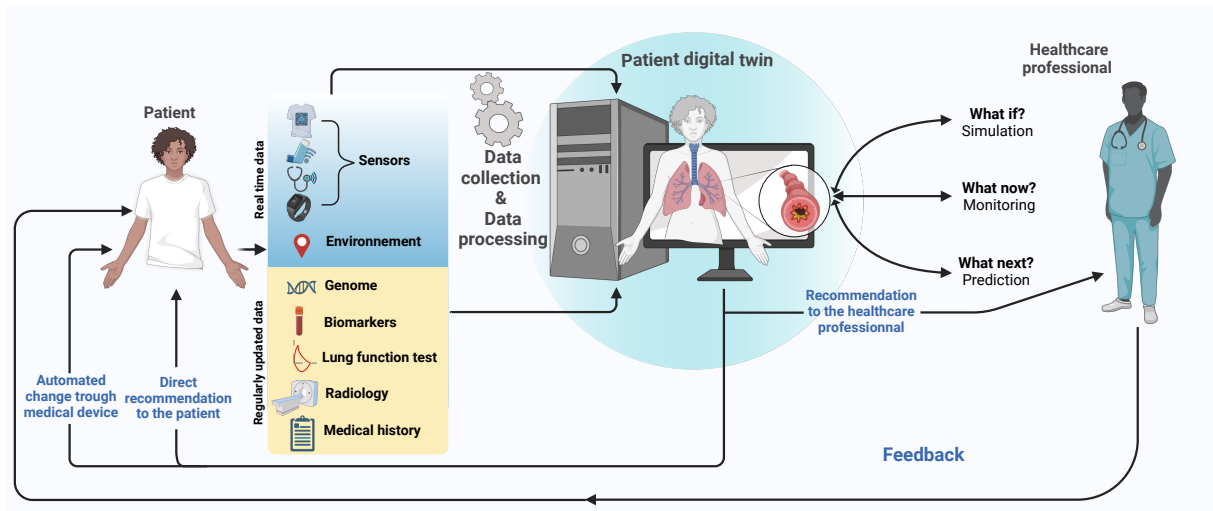 Patient
Real time data
Sensors
Environnement
Regularly updated data
Genome
Biomarkers
Lung function test
Radiology
Medical history
Data
collection
&
Data
processing
Patient digital twin
What if?
Simulation
What now?
Monitoring
What next?
Prediction
Healthcare
professional
Recommendation
to the healthcare
professionnal
Automated
change trough
medical device
Direct
recommendation
to the patient
Feedback